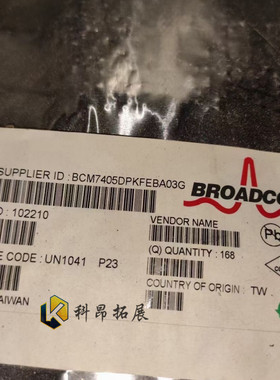 SUPPLIER ID : BCM7405DPKFEBA03G
BROADCO
D : 102210
VENDOR NAME
Pb
(Q) QUANTITY : 168
E CODE : UN1041 P23
COUNTRY OF ORIGIN : TW
AIWAN
科昂拓展